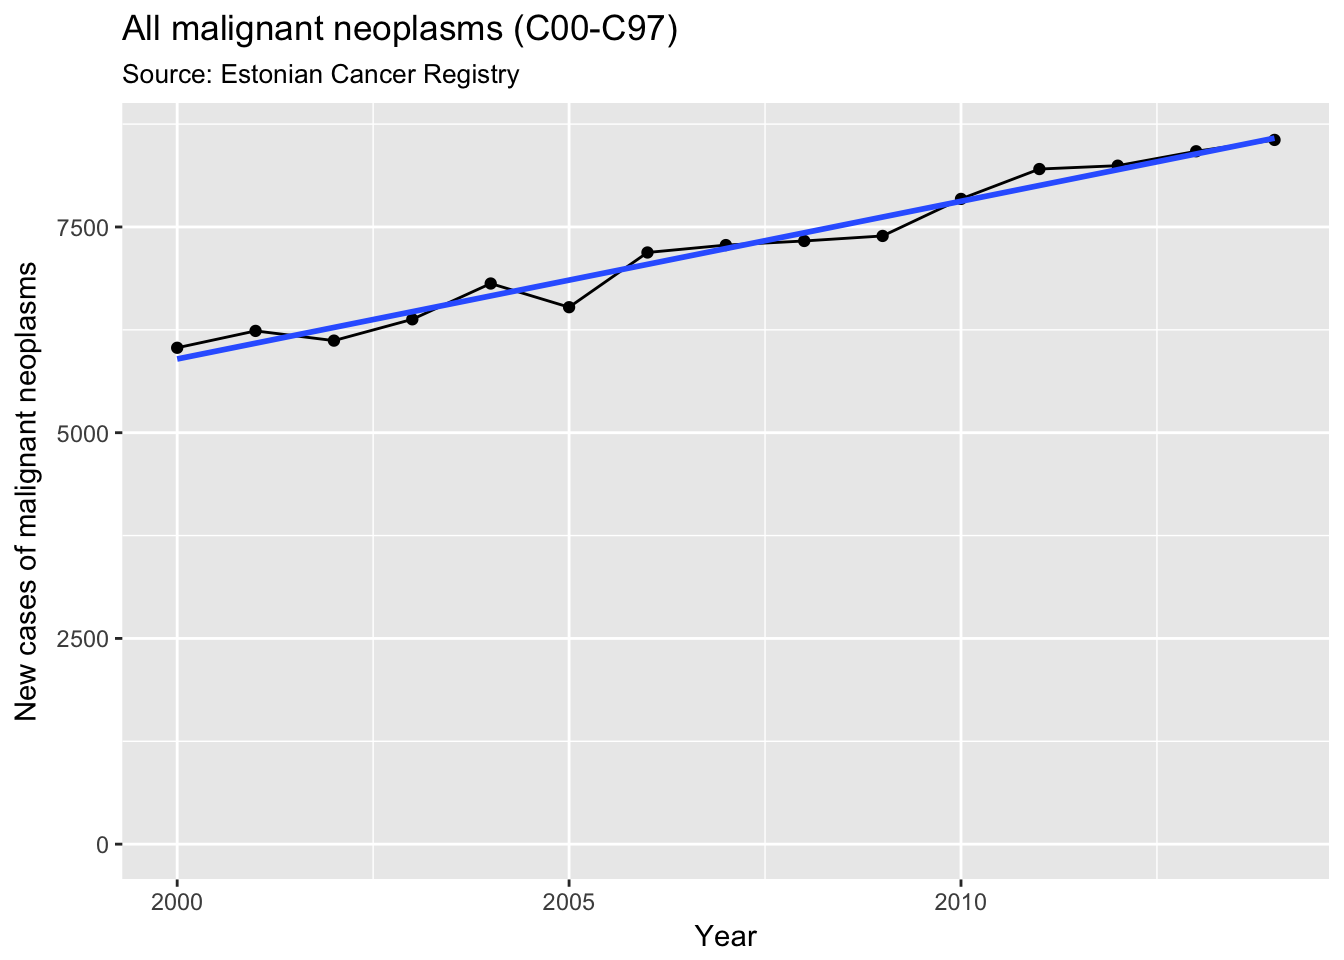 All malignant neoplasms (C00-C97)
Source: Estonian Cancer Registry
New cases of malignant neoplasms
7500
5000
2500
0
2000 2005 2010
Year